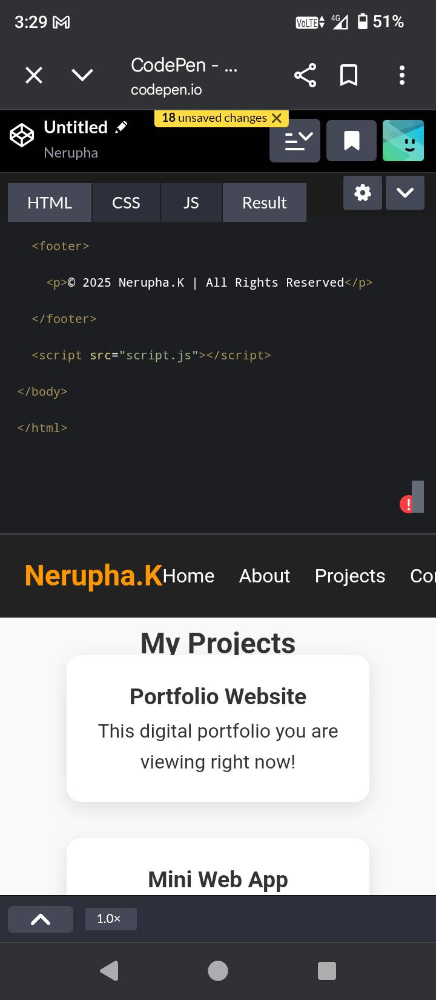 3:29 VoLTE 4G 51%
CodePen - ...
codepen.io
18 unsaved changes
Untitled
Nerupha
HTML CSS JS Result
<footer>
<p>© 2025 Nerupha.K | All Rights Reserved</p>
</footer>
<script src="script.js"></script>
</body>
</html>
Nerupha.K Home About Projects
My Projects
Portfolio Website
This digital portfolio you are
viewing right now!
Mini Web App
1.0×